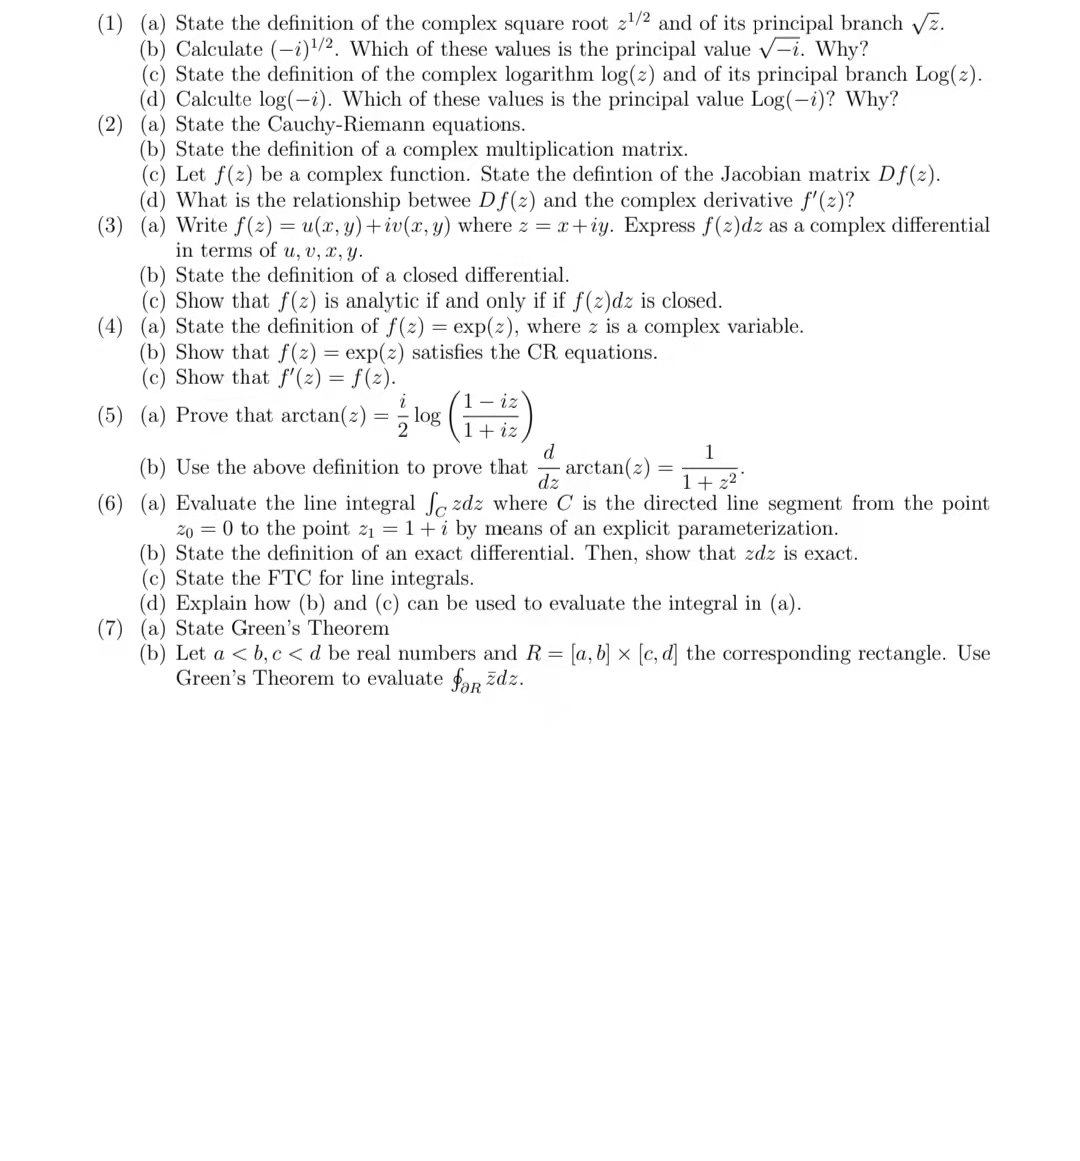 (1) (a) State the definition of the complex square root z^{1/2} and of its principal branch √z.
(b) Calculate (−i)^{1/2}. Which of these values is the principal value √−i. Why?
(c) State the definition of the complex logarithm log(z) and of its principal branch Log(z).
(d) Calculte log(−i). Which of these values is the principal value Log(−i)? Why?
(2) (a) State the Cauchy-Riemann equations.
(b) State the definition of a complex multiplication matrix.
(c) Let f(z) be a complex function. State the defintion of the Jacobian matrix Df(z).
(d) What is the relationship betwee Df(z) and the complex derivative f′(z)?
(3) (a) Write f(z) = u(x, y)+iv(x, y) where z = x+iy. Express f(z)dz as a complex differential
in terms of u, v, x, y.
(b) State the definition of a closed differential.
(c) Show that f(z) is analytic if and only if if f(z)dz is closed.
(4) (a) State the definition of f(z) = exp(z), where z is a complex variable.
(b) Show that f(z) = exp(z) satisfies the CR equations.
(c) Show that f′(z) = f(z).
(5) (a) Prove that arctan(z) = i/2 log((1 − iz)/(1 + iz))
(b) Use the above definition to prove that d/dz arctan(z) = 1/(1 + z²).
(6) (a) Evaluate the line integral ∫_C zdz where C is the directed line segment from the point
z₀ = 0 to the point z₁ = 1 + i by means of an explicit parameterization.
(b) State the definition of an exact differential. Then, show that zdz is exact.
(c) State the FTC for line integrals.
(d) Explain how (b) and (c) can be used to evaluate the integral in (a).
(7) (a) State Green's Theorem
(b) Let a < b, c < d be real numbers and R = [a, b] × [c, d] the corresponding rectangle. Use
Green's Theorem to evaluate ∮_{∂R} z̄dz.